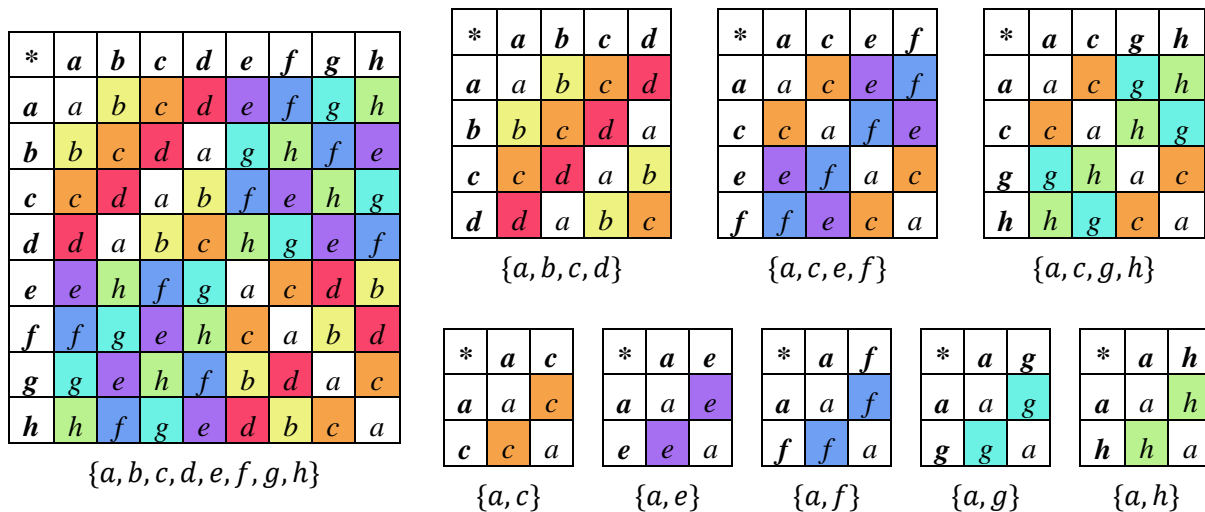 * a b c d e f g h
a a b c d e f g h
b b c d a g h f e
c c d a b f e h g
d d a b c h g e f
e e h f g a c d b
f f g e h c a b d
g g e h f b d a c
h h f g e d b c a
{a, b, c, d, e, f, g, h}
* a b c d
a a b c d
b b c d a
c c d a b
d d a b c
{a, b, c, d}
* a c e f
a a c e f
c c a f e
e e f a c
f f e c a
{a, c, e, f}
* a c g h
a a c g h
c c a h g
g g h a c
h h g c a
{a, c, g, h}
* a c
a a c
c c a
{a, c}
* a e
a a e
e e a
{a, e}
* a f
a a f
f f a
{a, f}
* a g
a a g
g g a
{a, g}
* a h
a a h
h h a
{a, h}